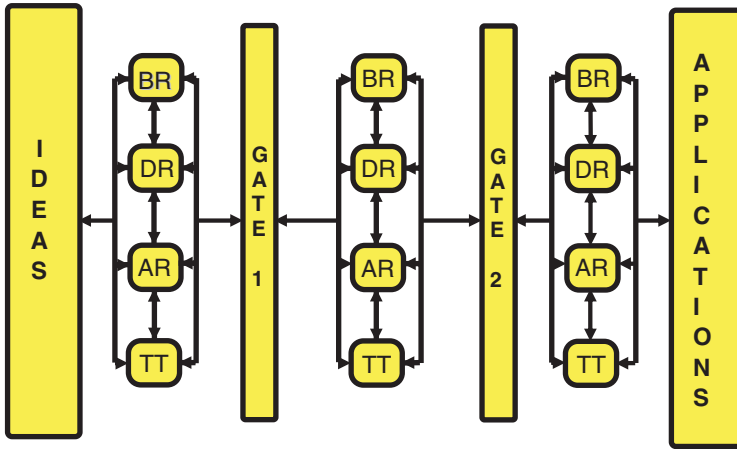 IDEAS
BR
DR
AR
TT
GATE 1
BR
DR
AR
TT
GATE 2
BR
DR
AR
TT
APPLICATIONS